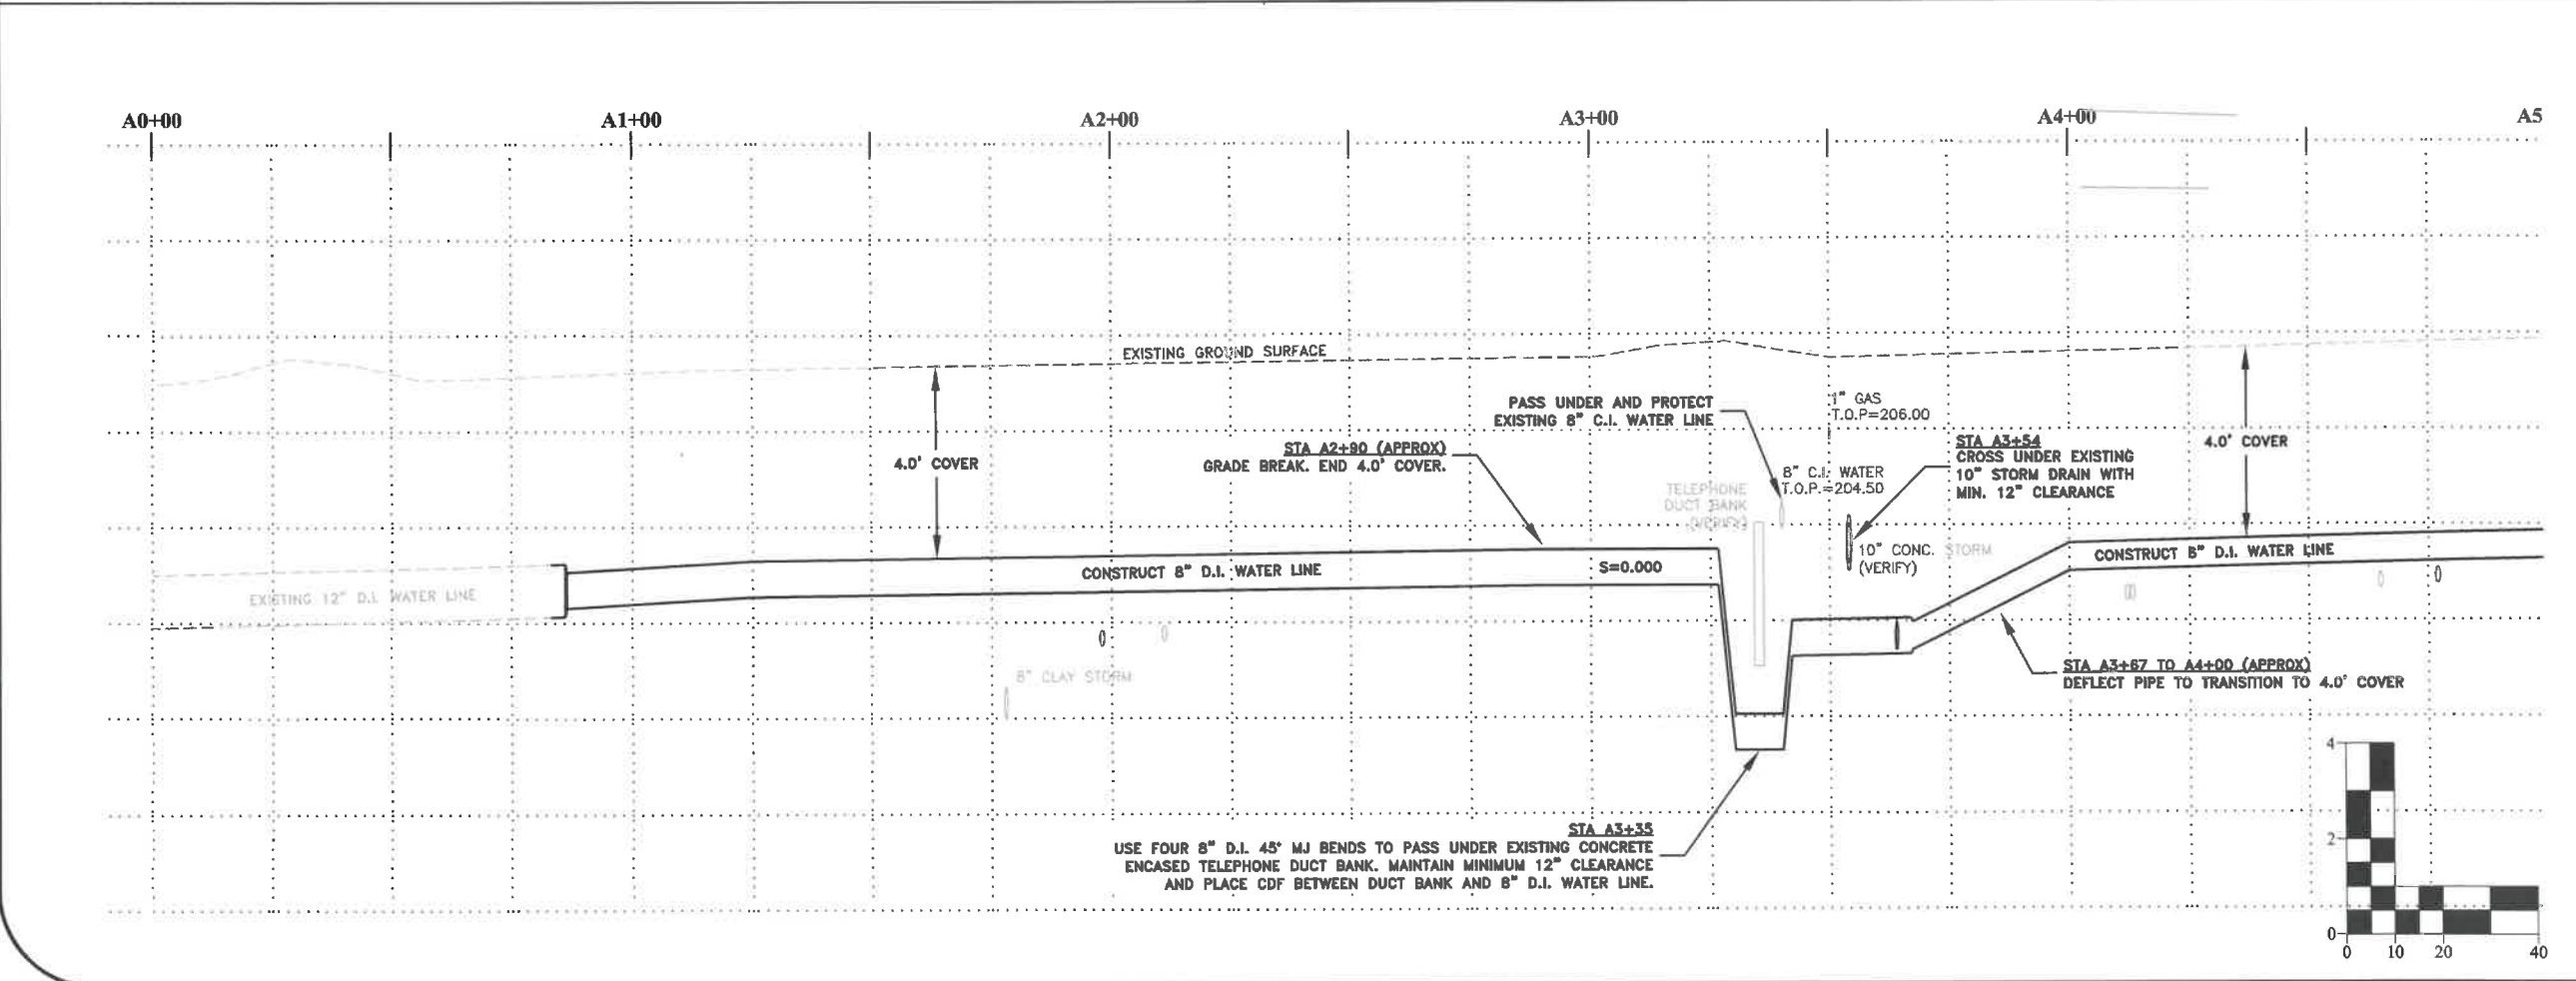 A0+00
A1+00
A2+00
A3+00
A4+00
A5
EXISTING GROUND SURFACE
4.0' COVER
STA A2+90 (APPROX)
GRADE BREAK. END 4.0' COVER.
PASS UNDER AND PROTECT
EXISTING 8" C.I. WATER LINE
1" GAS
T.O.P=206.00
8" C.I. WATER
T.O.P.=204.50
TELEPHONE
DUCT BANK
(VERIFY)
STA A3+54
CROSS UNDER EXISTING
10" STORM DRAIN WITH
MIN. 12" CLEARANCE
4.0' COVER
10" CONC. STORM
(VERIFY)
EXISTING 12" D.I. WATER LINE
CONSTRUCT 8" D.I. WATER LINE
S=0.000
CONSTRUCT 8" D.I. WATER LINE
8" CLAY STORM
STA A3+67 TO A4+00 (APPROX)
DEFLECT PIPE TO TRANSITION TO 4.0' COVER
STA A3+35
USE FOUR 8" D.I. 45° MJ BENDS TO PASS UNDER EXISTING CONCRETE
ENCASED TELEPHONE DUCT BANK. MAINTAIN MINIMUM 12" CLEARANCE
AND PLACE CDF BETWEEN DUCT BANK AND 8" D.I. WATER LINE.
4
2
0
0 10 20 40